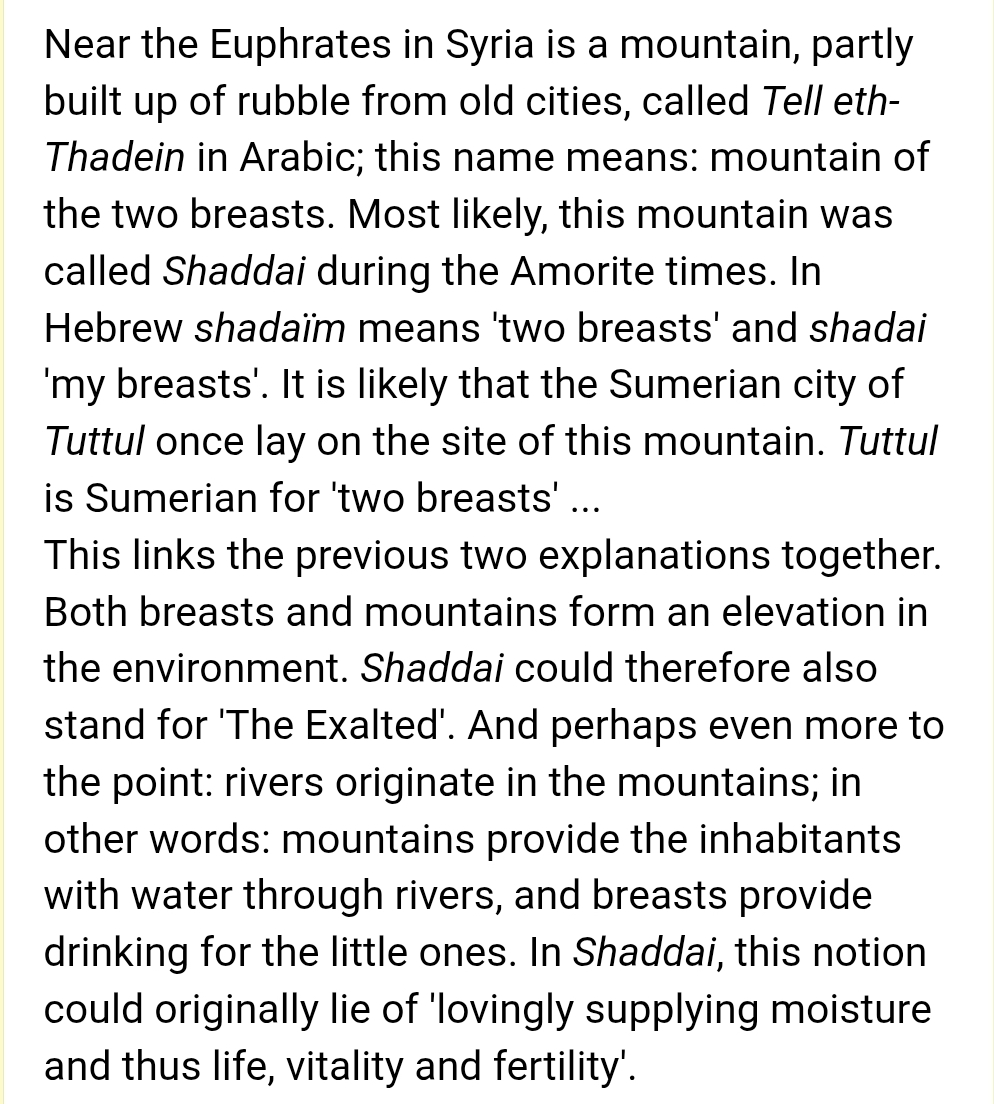 Near the Euphrates in Syria is a mountain, partly
built up of rubble from old cities, called Tell eth-
Thadein in Arabic; this name means: mountain of
the two breasts. Most likely, this mountain was
called Shaddai during the Amorite times. In
Hebrew shadaïm means 'two breasts' and shadai
'my breasts'. It is likely that the Sumerian city of
Tuttul once lay on the site of this mountain. Tuttul
is Sumerian for 'two breasts' ...
This links the previous two explanations together.
Both breasts and mountains form an elevation in
the environment. Shaddai could therefore also
stand for 'The Exalted'. And perhaps even more to
the point: rivers originate in the mountains; in
other words: mountains provide the inhabitants
with water through rivers, and breasts provide
drinking for the little ones. In Shaddai, this notion
could originally lie of 'lovingly supplying moisture
and thus life, vitality and fertility'.